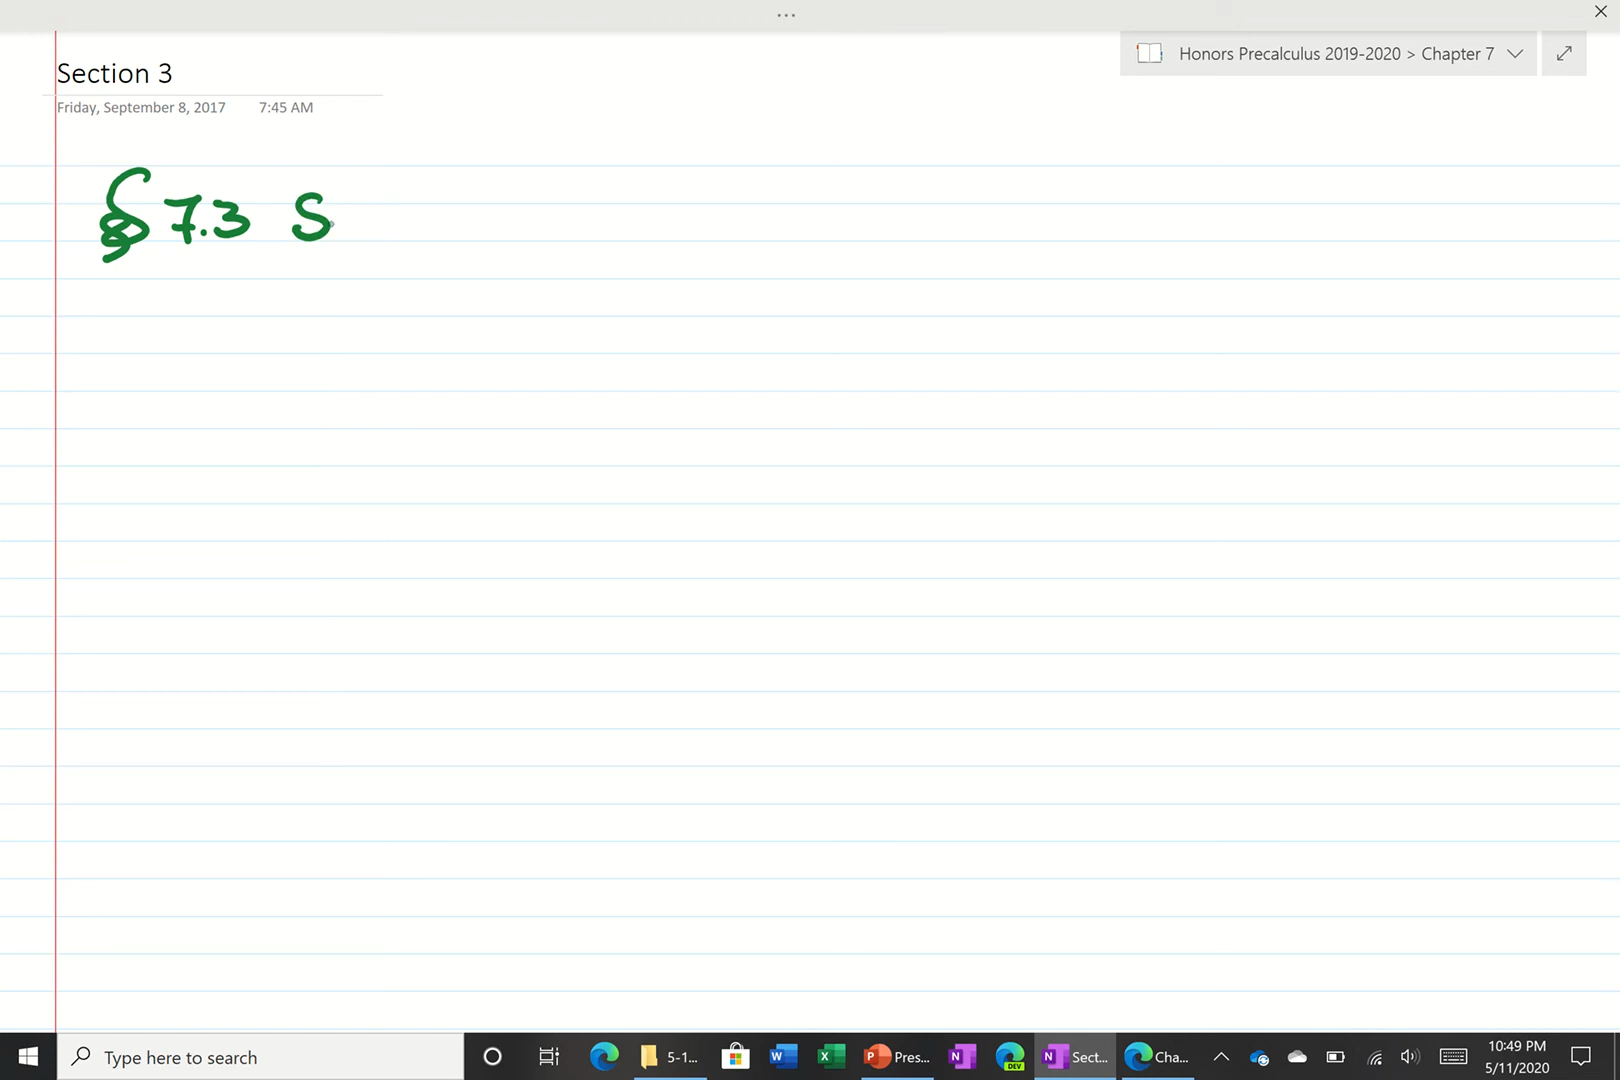 Section 3
Honors Precalculus 2019-2020 > Chapter 7
Friday, September 8, 2017 7:45 AM
§ 7.3 S
Type here to search
5-1...
Pres...
DEV
Sect...
Cha...
10:49 PM
5/11/2020